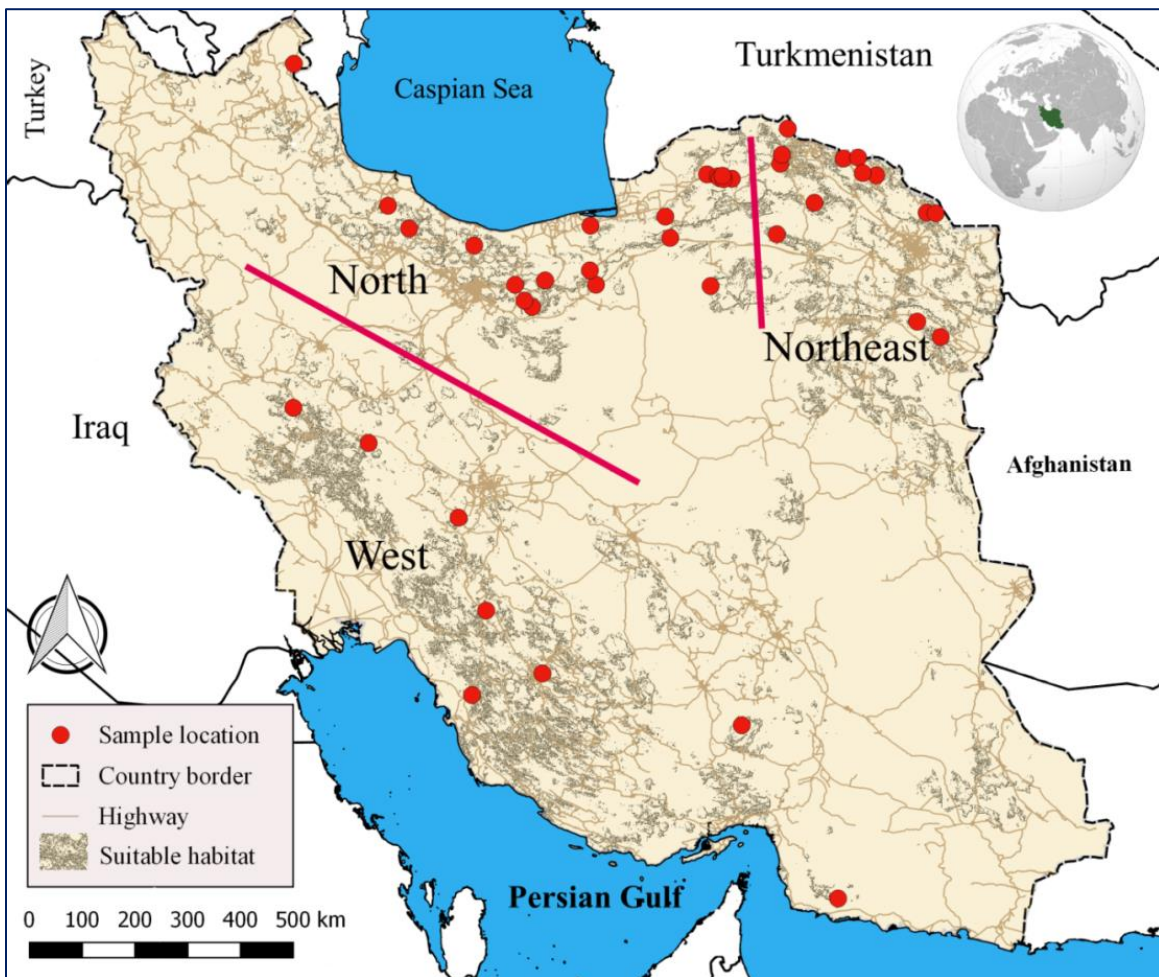 Turkey
Caspian Sea
Turkmenistan
North
Northeast
Iraq
Afghanistan
West
Sample location
Country border
Highway
Suitable habitat
Persian Gulf
0 100 200 300 400 500 km